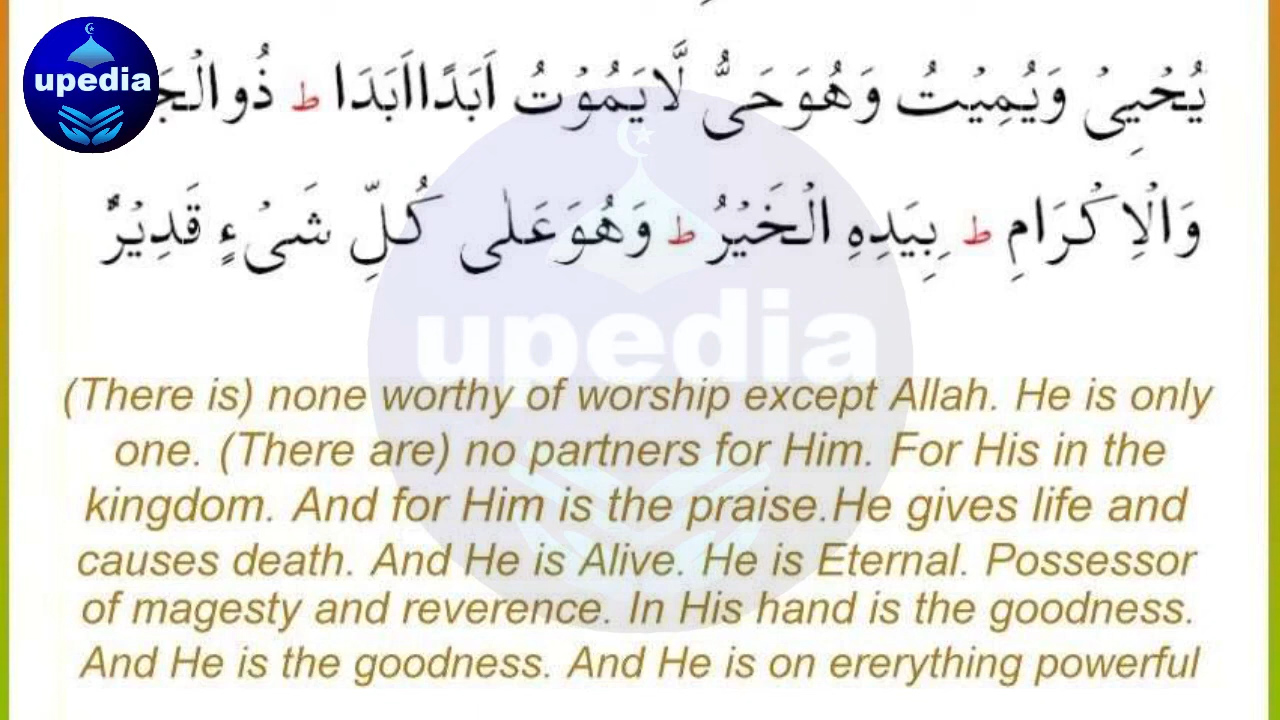 upedia
يُحْيِىْ وَيُمِيْتُ وَهُوَحَىٌّ لَّايَمُوْتُ اَبَدًااَبَدَا ط ذُوالْجَ
وَالْاِكْرَامِ ط بِيَدِهِ الْخَيْرُ ط وَهُوَعَلٰى كُلِّ شَىْءٍ قَدِيْرٌ
upedia
(There is) none worthy of worship except Allah. He is only
one. (There are) no partners for Him. For His in the
kingdom. And for Him is the praise.He gives life and
causes death. And He is Alive. He is Eternal. Possessor
of magesty and reverence. In His hand is the goodness.
And He is the goodness. And He is on ererything powerful